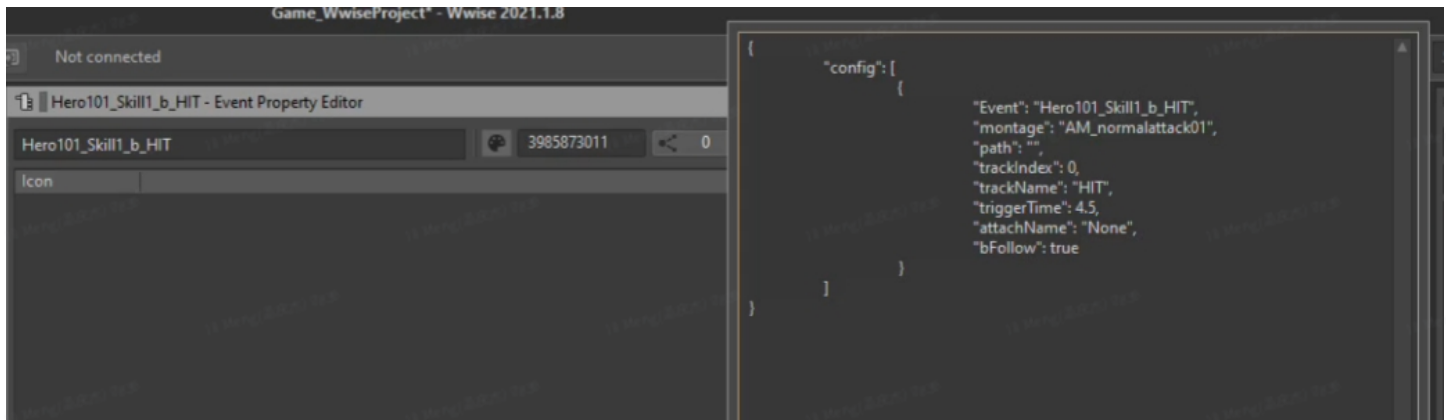 Game_WwiseProject* - Wwise 2021.1.8
Not connected
Hero101_Skill1_b_HIT - Event Property Editor
Hero101_Skill1_b_HIT
3985873011
0
Icon
{
"config": [
{
"Event": "Hero101_Skill1_b_HIT",
"montage": "AM_normalattack01",
"path": "",
"trackIndex": 0,
"trackName": "HIT",
"triggerTime": 4.5,
"attachName": "None",
"bFollow": true
}
]
}